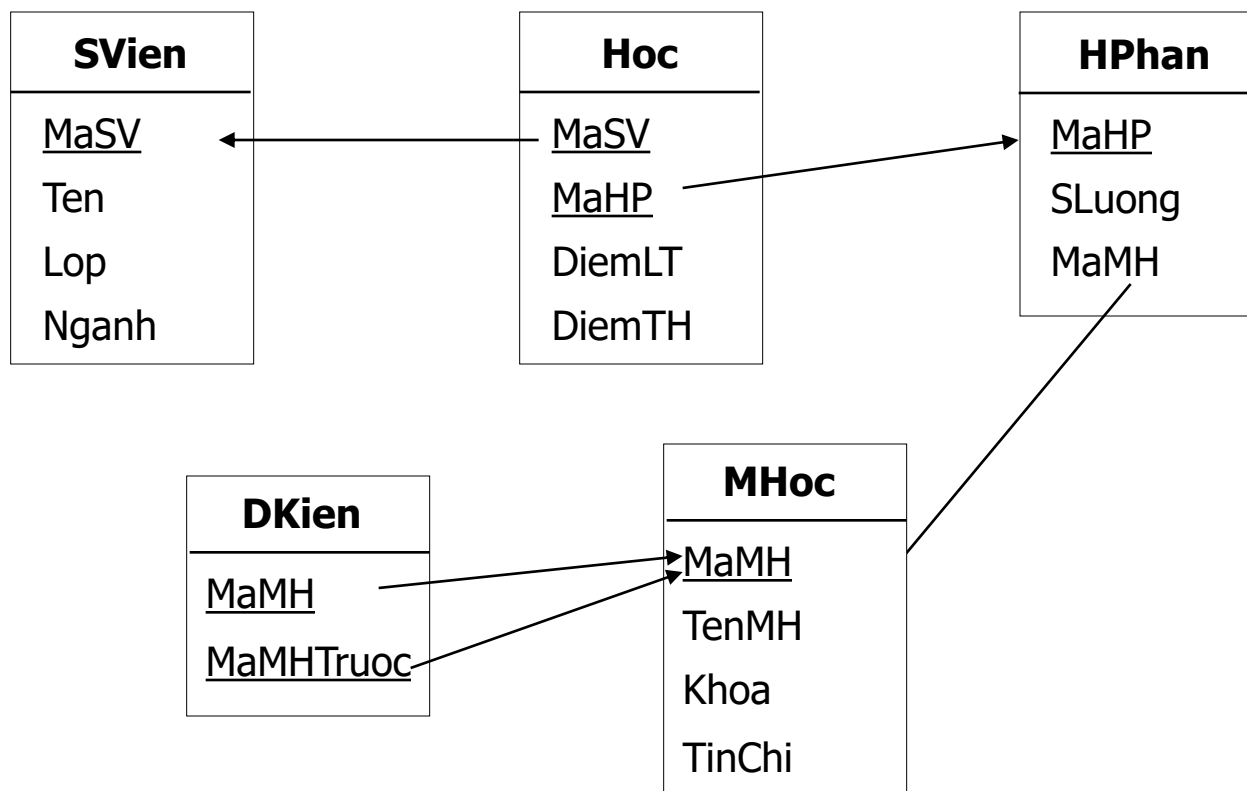 SVien
MaSV
Ten
Lop
Nganh
Hoc
MaSV
MaHP
DiemLT
DiemTH
HPhan
MaHP
SLuong
MaMH
DKien
MaMH
MaMHTruoc
MHoc
MaMH
TenMH
Khoa
TinChi